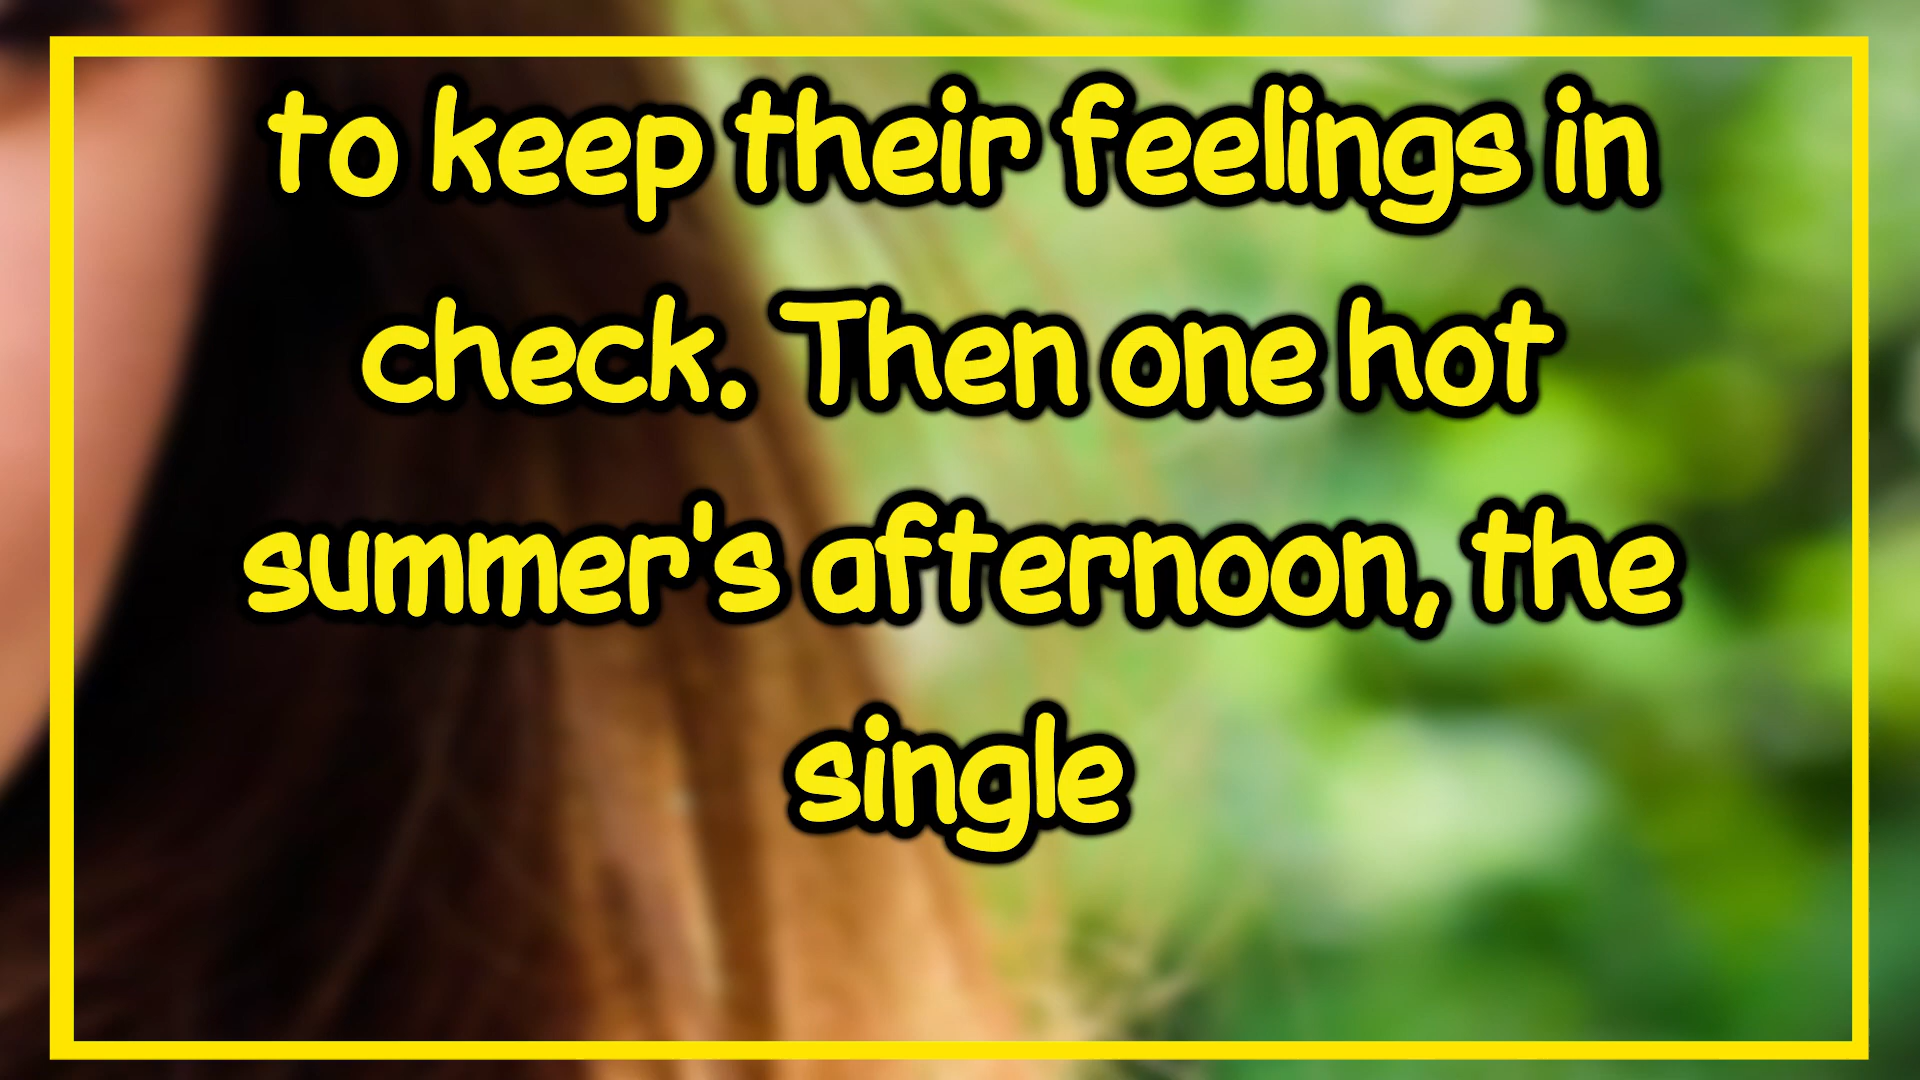 to keep their feelings in
check. Then one hot
summer's afternoon, the
single